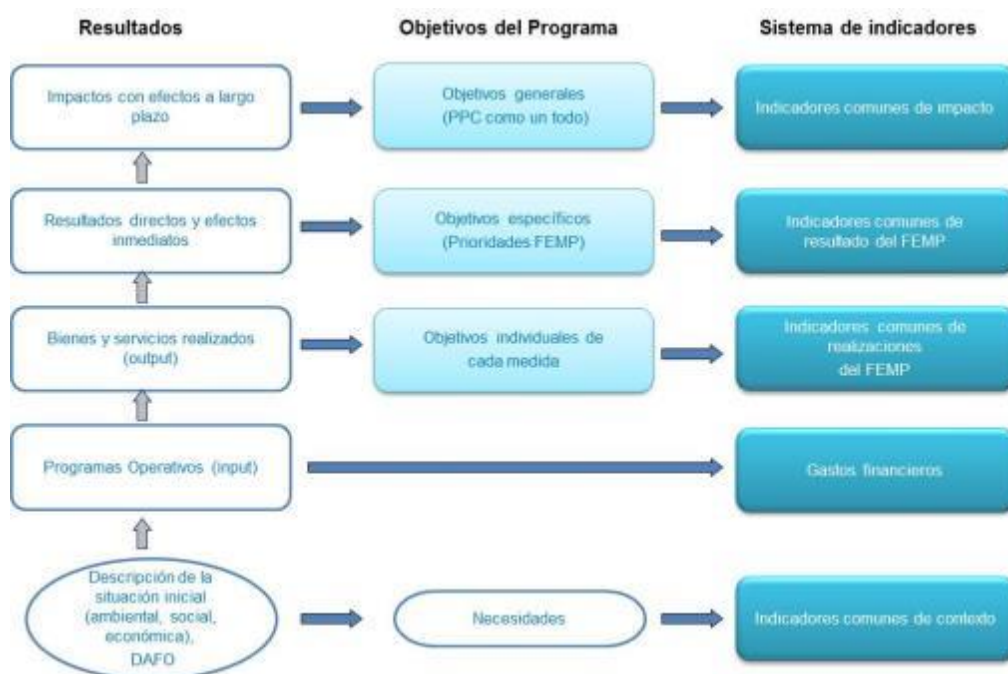 Resultados
Objetivos del Programa
Sistema de indicadores
Impactos con efectos a largo
plazo
Objetivos generales
(PPC como un todo)
Indicadores comunes de impacto
Resultados directos y efectos
inmediatos
Objetivos específicos
(Prioridades FEMP)
Indicadores comunes de
resultado del FEMP
Bienes y servicios realizados
(output)
Objetivos individuales de
cada medida
Indicadores comunes de
realizaciones
del FEMP
Programas Operativos (input)
Gastos financieros
Descripción de la
situación inicial
(ambiental, social,
económica),
DAFO
Necesidades
Indicadores comunes de contexto